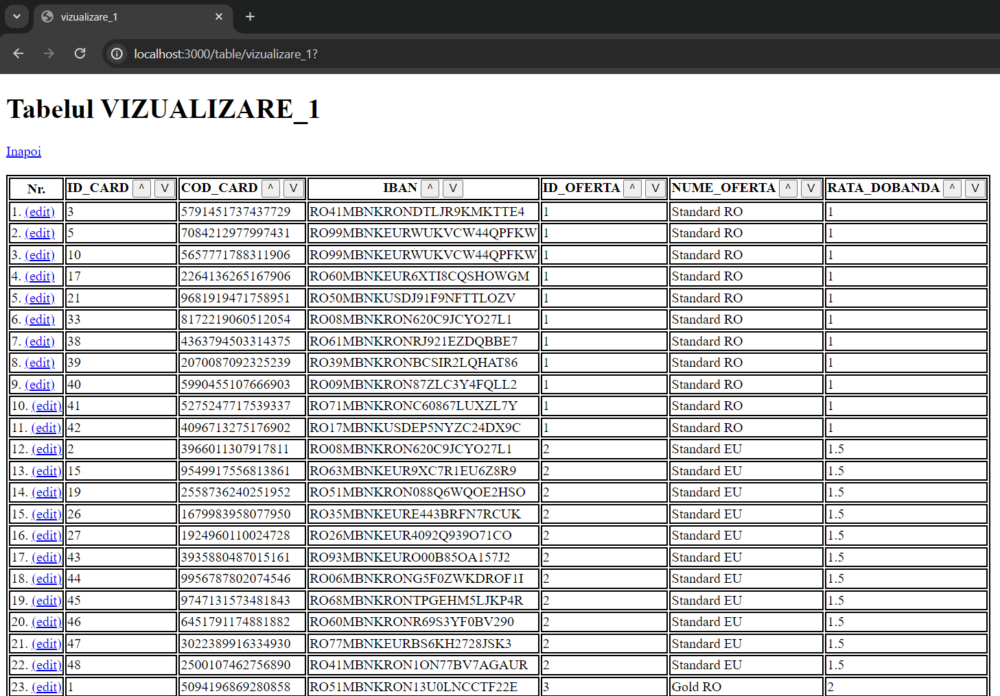 vizualizare_1
localhost:3000/table/vizualizare_1?
Tabelul VIZUALIZARE_1
Inapoi
Nr. ID_CARD ^ V COD_CARD ^ V IBAN ^ V ID_OFERTA ^ V NUME_OFERTA ^ V RATA_DOBANDA ^ V
1. (edit) 3 5791451737437729 RO41MBNKRONDTLJR9KMKTTE4 1 Standard RO 1
2. (edit) 5 7084212977997431 RO99MBNKEURWUKVCW44QPFKW 1 Standard RO 1
3. (edit) 10 5657771788311906 RO99MBNKEURWUKVCW44QPFKW 1 Standard RO 1
4. (edit) 17 2264136265167906 RO60MBNKEUR6XTI8CQSHOWGM 1 Standard RO 1
5. (edit) 21 9681919471758951 RO50MBNKUSDJ91F9NFTTLOZV 1 Standard RO 1
6. (edit) 33 8172219060512054 RO08MBNKRON620C9JCYO27L1 1 Standard RO 1
7. (edit) 38 4363794503314375 RO61MBNKRONRJ921EZDQBBE7 1 Standard RO 1
8. (edit) 39 2070087092325239 RO39MBNKRONBCSIR2LQHAT86 1 Standard RO 1
9. (edit) 40 5990455107666903 RO09MBNKRON87ZLC3Y4FQLL2 1 Standard RO 1
10. (edit) 41 5275247717539337 RO71MBNKRONC60867LUXZL7Y 1 Standard RO 1
11. (edit) 42 4096713275176902 RO17MBNKUSDEP5NYZC24DX9C 1 Standard RO 1
12. (edit) 2 3966011307917811 RO08MBNKRON620C9JCYO27L1 2 Standard EU 1.5
13. (edit) 15 9549917556813861 RO63MBNKEUR9XC7R1EU6Z8R9 2 Standard EU 1.5
14. (edit) 19 2558736240251952 RO51MBNKRON088Q6WQOE2HSO 2 Standard EU 1.5
15. (edit) 26 1679983958077950 RO35MBNKEURE443BRFN7RCUK 2 Standard EU 1.5
16. (edit) 27 1924960110024728 RO26MBNKEUR4092Q939O71CO 2 Standard EU 1.5
17. (edit) 43 3935880487015161 RO93MBNKEURO00B85OA157J2 2 Standard EU 1.5
18. (edit) 44 9956787802074546 RO06MBNKRONG5F0ZWKDROF1I 2 Standard EU 1.5
19. (edit) 45 9747131573481843 RO68MBNKRONTPGEHM5LJKP4R 2 Standard EU 1.5
20. (edit) 46 6451791174881882 RO60MBNKRONR69S3YF0BV290 2 Standard EU 1.5
21. (edit) 47 3022389916334930 RO77MBNKEURBS6KH2728JSK3 2 Standard EU 1.5
22. (edit) 48 2500107462756890 RO41MBNKRON1ON77BV7AGAUR 2 Standard EU 1.5
23. (edit) 1 5094196869280858 RO51MBNKRON13U0LNCCTF22E 3 Gold RO 2